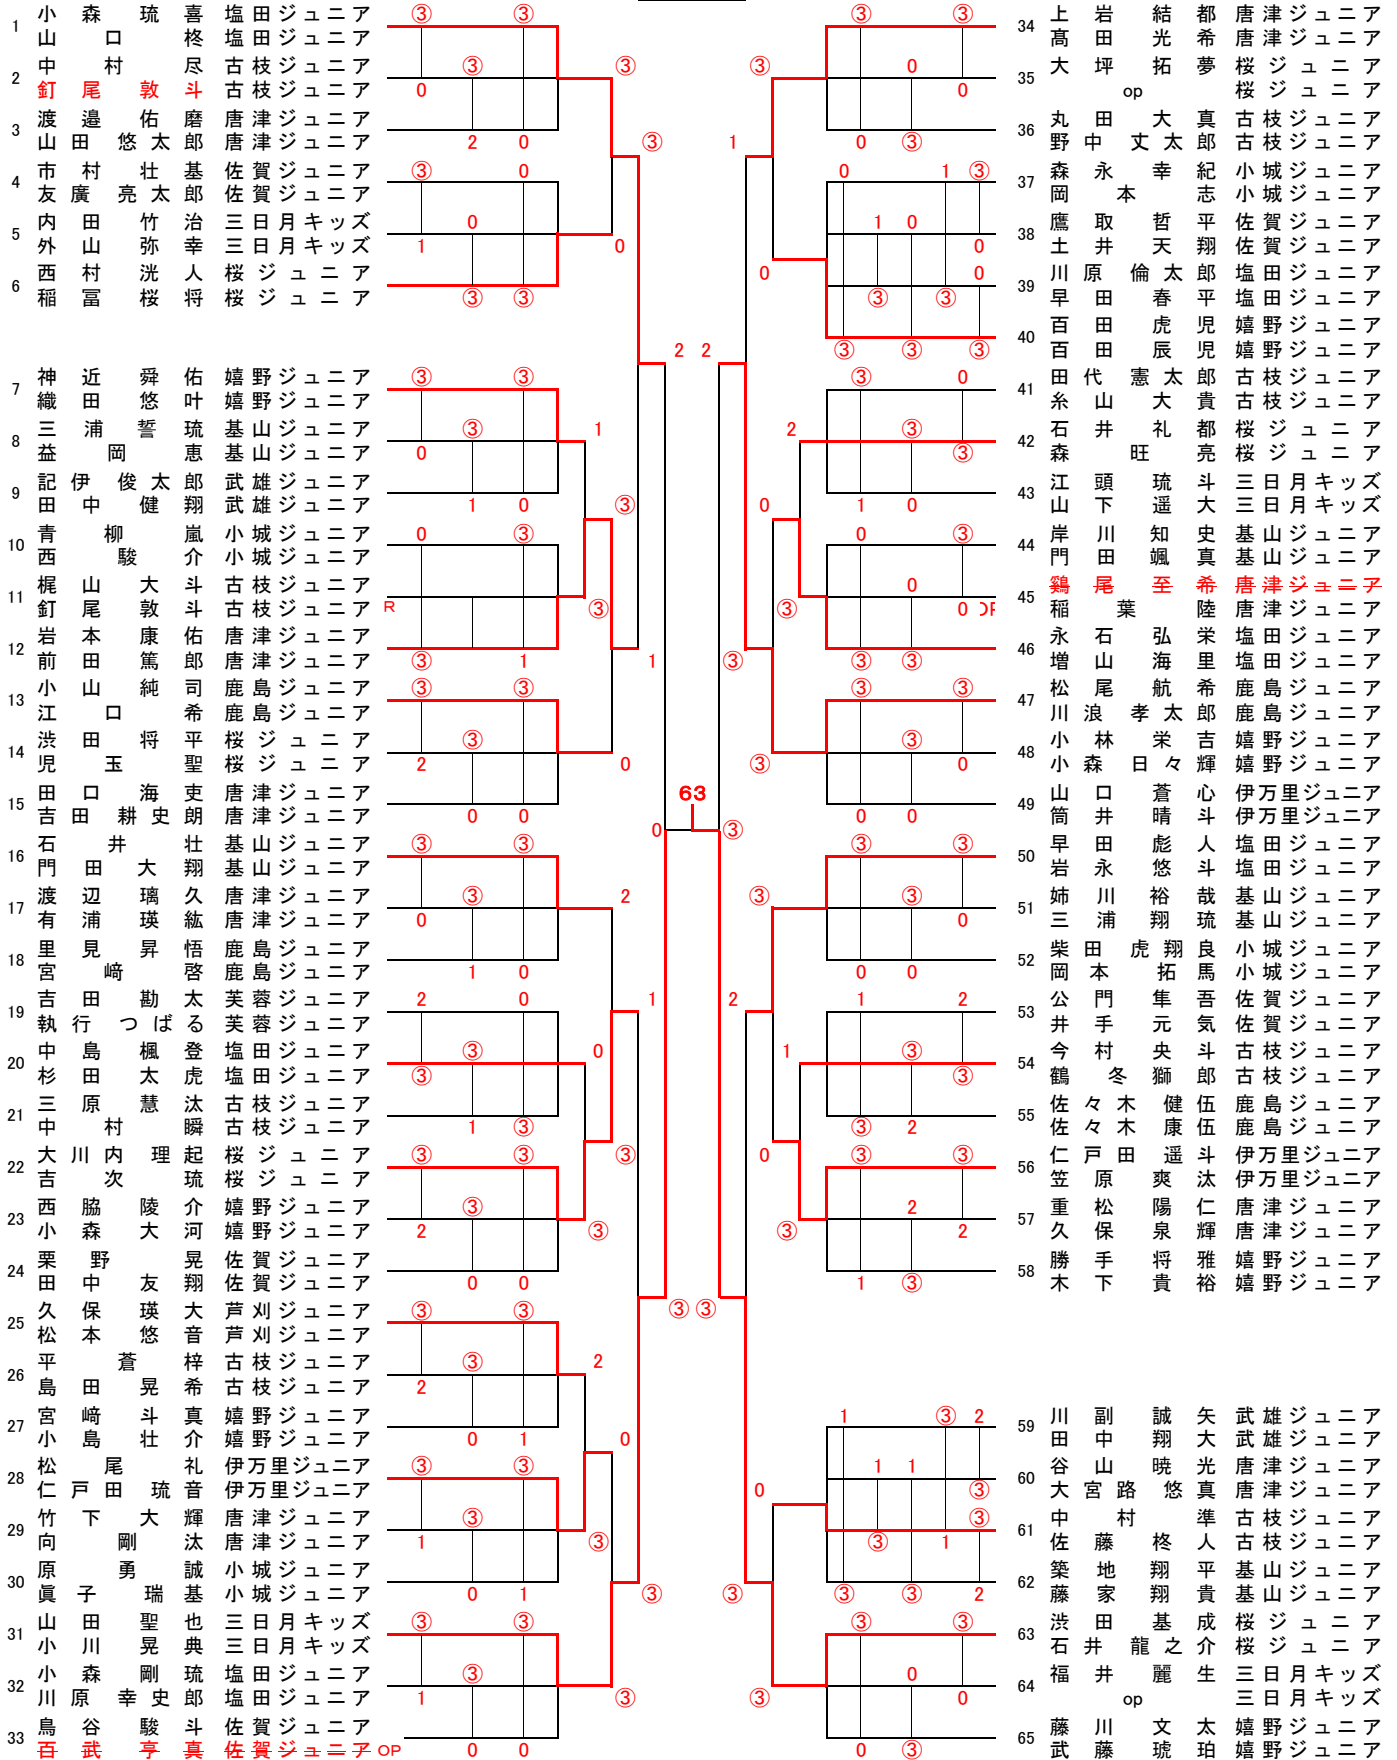 1 小森 琉喜 塩田ジュニア
山口 柊 塩田ジュニア
2 中村 尽 古枝ジュニア
釘尾 敦斗 古枝ジュニア
3 渡邉 佑磨 唐津ジュニア
山田 悠太郎 唐津ジュニア
4 市村 壮基 佐賀ジュニア
友廣 亮太郎 佐賀ジュニア
5 内田 竹治 三日月キッズ
外山 弥幸 三日月キッズ
6 西村 洸人 桜ジュニア
稲冨 桜将 桜ジュニア
7 神近 舜佑 嬉野ジュニア
織田 悠叶 嬉野ジュニア
8 三浦 誓琉 基山ジュニア
益岡 恵 基山ジュニア
9 記伊 俊太郎 武雄ジュニア
田中 健翔 武雄ジュニア
10 青柳 嵐 小城ジュニア
西 駿介 小城ジュニア
11 梶山 大斗 古枝ジュニア
釘尾 敦斗 古枝ジュニア R
12 岩本 康佑 唐津ジュニア
前田 篤郎 唐津ジュニア
13 小山 純司 鹿島ジュニア
江口 希 鹿島ジュニア
14 渋田 将平 桜ジュニア
児玉 聖 桜ジュニア
15 田口 海吏 唐津ジュニア
吉田 耕史朗 唐津ジュニア
16 石井 壮 基山ジュニア
門田 大翔 基山ジュニア
17 渡辺 璃久 唐津ジュニア
有浦 瑛紘 唐津ジュニア
18 里見 昇悟 鹿島ジュニア
宮﨑 啓 鹿島ジュニア
19 吉田 勘太 芙蓉ジュニア
執行 つばる 芙蓉ジュニア
20 中島 楓登 塩田ジュニア
杉田 太虎 塩田ジュニア
21 三原 慧汰 古枝ジュニア
中村 瞬 古枝ジュニア
22 大川内 理起 桜ジュニア
吉次 琉 桜ジュニア
23 西脇 陵介 嬉野ジュニア
小森 大河 嬉野ジュニア
24 栗野 晃 佐賀ジュニア
田中 友翔 佐賀ジュニア
25 久保 瑛大 芦刈ジュニア
松本 悠音 芦刈ジュニア
26 平 蒼梓 古枝ジュニア
島田 晃希 古枝ジュニア
27 宮﨑 斗真 嬉野ジュニア
小島 壮介 嬉野ジュニア
28 松尾 礼 伊万里ジュニア
仁戸田 琉音 伊万里ジュニア
29 竹下 大輝 唐津ジュニア
向 剛汰 唐津ジュニア
30 原 勇誠 小城ジュニア
眞子 瑞基 小城ジュニア
31 山田 聖也 三日月キッズ
小川 晃典 三日月キッズ
32 小森 剛琉 塩田ジュニア
川原 幸史郎 塩田ジュニア
33 鳥谷 駿斗 佐賀ジュニア
百武 亨真 佐賀ジュニア OP
63
34 上岩 結都 唐津ジュニア
髙田 光希 唐津ジュニア
35 大坪 拓夢 桜ジュニア
op 桜ジュニア
36 丸田 大真 古枝ジュニア
野中 丈太郎 古枝ジュニア
37 森永 幸紀 小城ジュニア
岡本 志 小城ジュニア
38 鷹取 哲平 佐賀ジュニア
土井 天翔 佐賀ジュニア
39 川原 倫太郎 塩田ジュニア
早田 春平 塩田ジュニア
40 百田 虎児 嬉野ジュニア
百田 辰児 嬉野ジュニア
41 田代 憲太郎 古枝ジュニア
糸山 大貴 古枝ジュニア
42 石井 礼都 桜ジュニア
森 旺亮 桜ジュニア
43 江頭 琉斗 三日月キッズ
山下 遥大 三日月キッズ
44 岸川 知史 基山ジュニア
門田 颯真 基山ジュニア
45 鷄尾 至希 唐津ジュニア
稲葉 陸 唐津ジュニア
46 永石 弘栄 塩田ジュニア
増山 海里 塩田ジュニア
47 松尾 航希 鹿島ジュニア
川浪 孝太郎 鹿島ジュニア
48 小林 栄吉 嬉野ジュニア
小森 日々輝 嬉野ジュニア
49 山口 蒼心 伊万里ジュニア
筒井 晴斗 伊万里ジュニア
50 早田 彪人 塩田ジュニア
岩永 悠斗 塩田ジュニア
51 姉川 裕哉 基山ジュニア
三浦 翔琉 基山ジュニア
52 柴田 虎翔良 小城ジュニア
岡本 拓馬 小城ジュニア
53 公門 隼吾 佐賀ジュニア
井手 元気 佐賀ジュニア
54 今村 央斗 古枝ジュニア
鶴 冬獅郎 古枝ジュニア
55 佐々木 健伍 鹿島ジュニア
佐々木 康伍 鹿島ジュニア
56 仁戸田 遥斗 伊万里ジュニア
笠原 爽汰 伊万里ジュニア
57 重松 陽仁 唐津ジュニア
久保 泉輝 唐津ジュニア
58 勝手 将雅 嬉野ジュニア
木下 貴裕 嬉野ジュニア
59 川副 誠矢 武雄ジュニア
田中 翔大 武雄ジュニア
60 谷山 暁光 唐津ジュニア
大宮路 悠真 唐津ジュニア
61 中村 準 古枝ジュニア
佐藤 柊人 古枝ジュニア
62 築地 翔平 基山ジュニア
藤家 翔貴 基山ジュニア
63 渋田 基成 桜ジュニア
石井 龍之介 桜ジュニア
64 福井 麗生 三日月キッズ
op 三日月キッズ
65 藤川 文太 嬉野ジュニア
武藤 琥珀 嬉野ジュニア